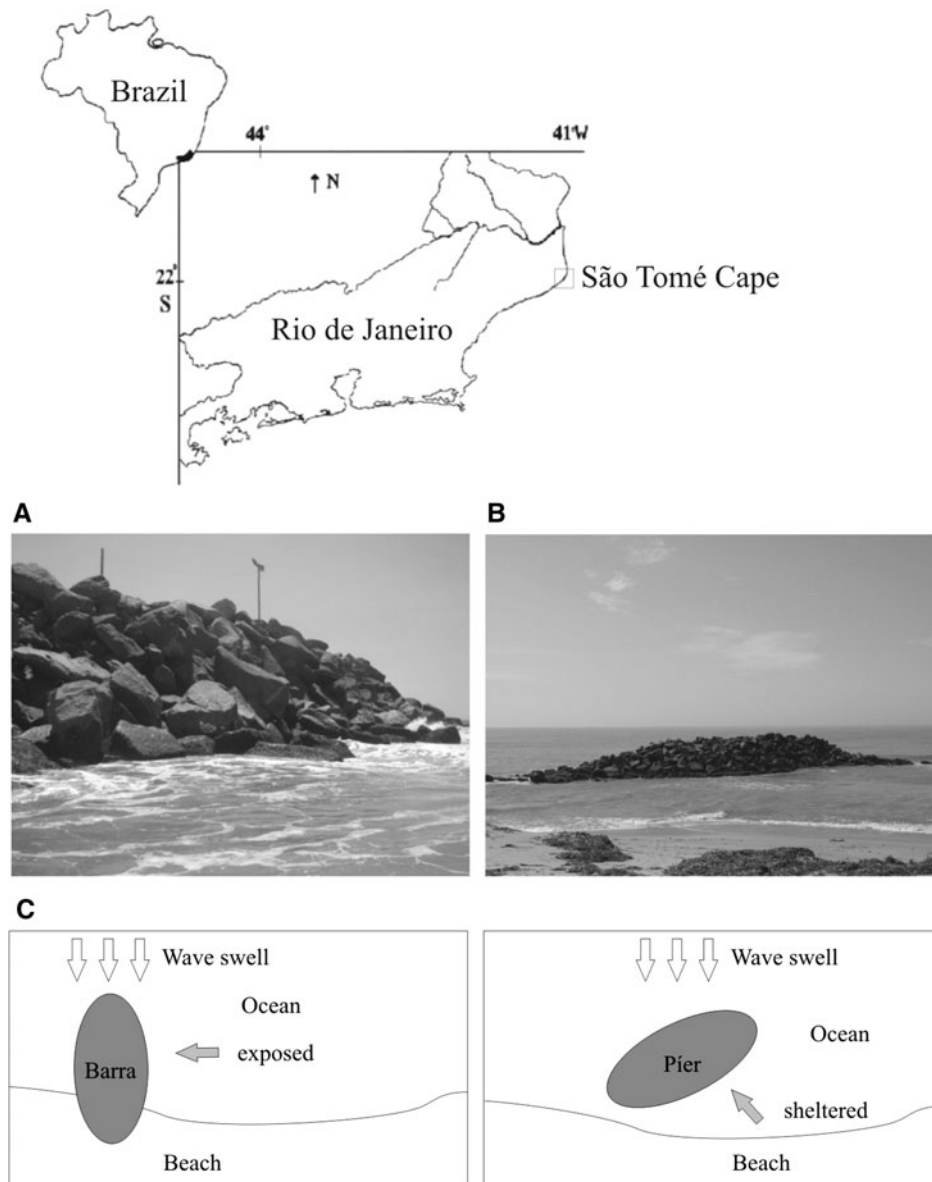 Brazil
44°
41°W
↑ N
22°
S
São Tomé Cape
Rio de Janeiro
A
B
C
Wave swell
Ocean
exposed
Barra
Beach
Wave swell
Ocean
Píer
sheltered
Beach